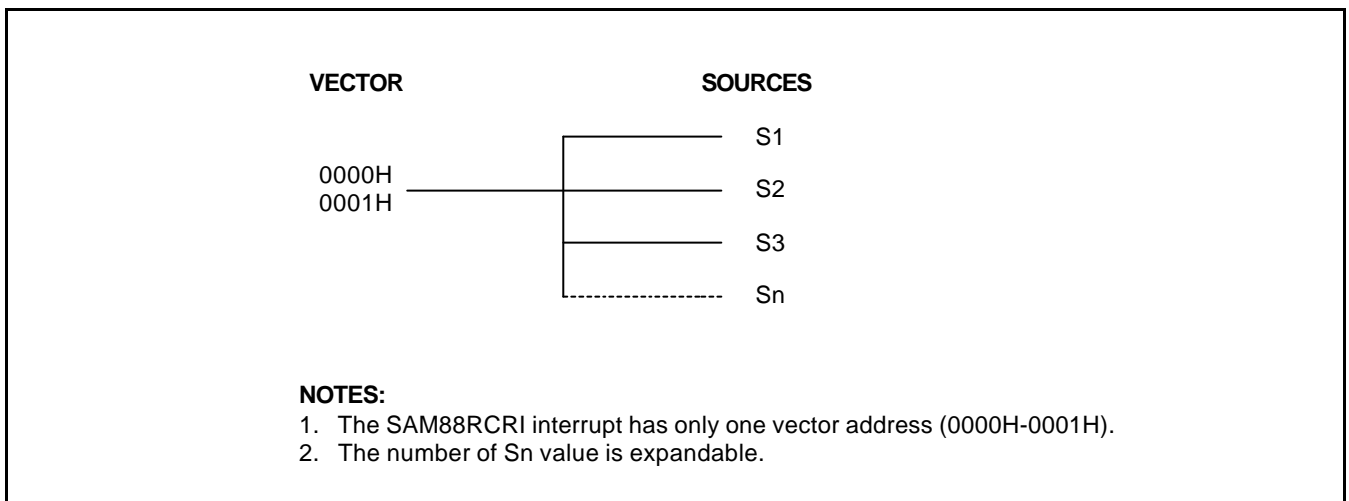 VECTOR SOURCES
S1
0000H
0001H
S2
S3
Sn
NOTES:
1. The SAM88RCRI interrupt has only one vector address (0000H-0001H).
2. The number of Sn value is expandable.